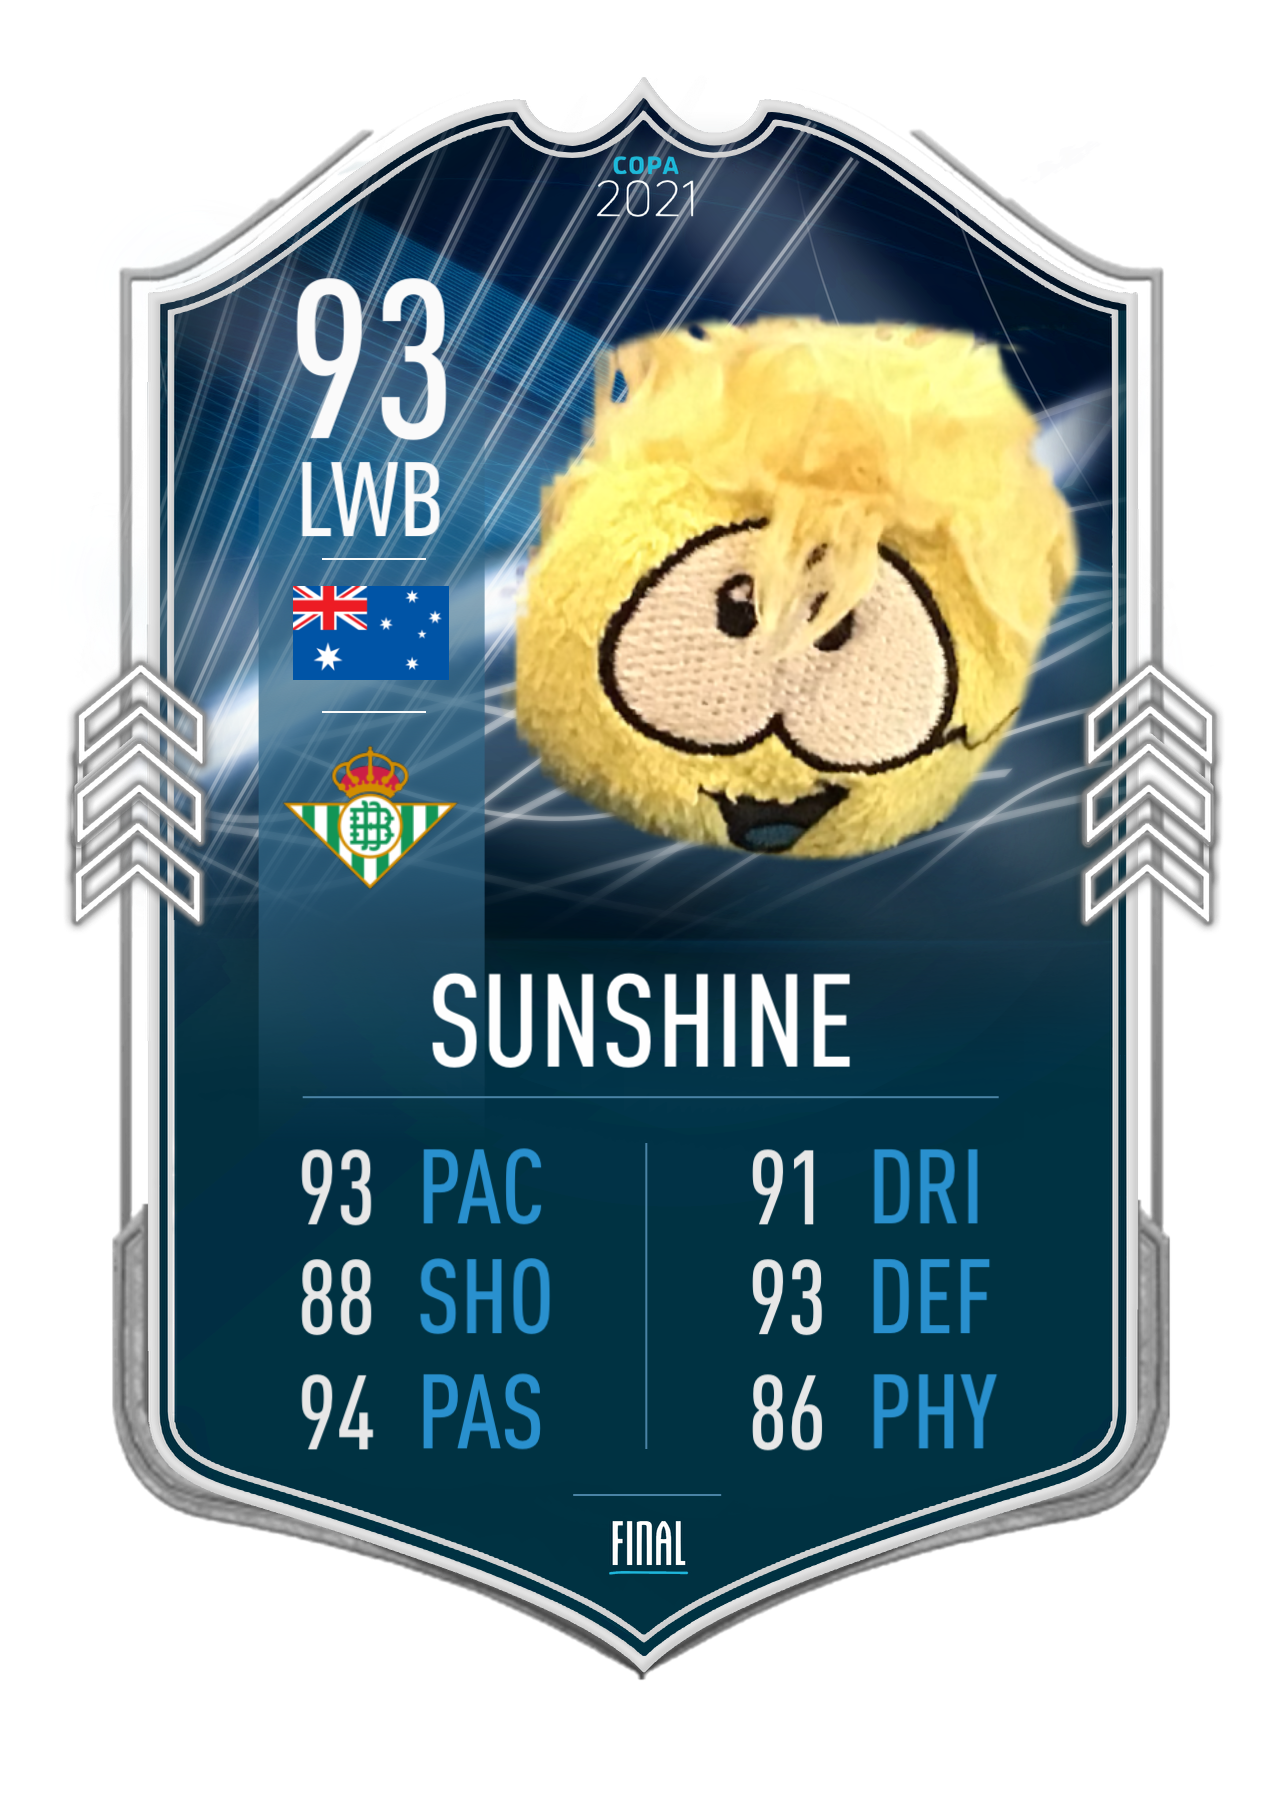 COPA
2021
93
LWB
SUNSHINE
93 PAC
88 SHO
94 PAS
91 DRI
93 DEF
86 PHY
FINAL